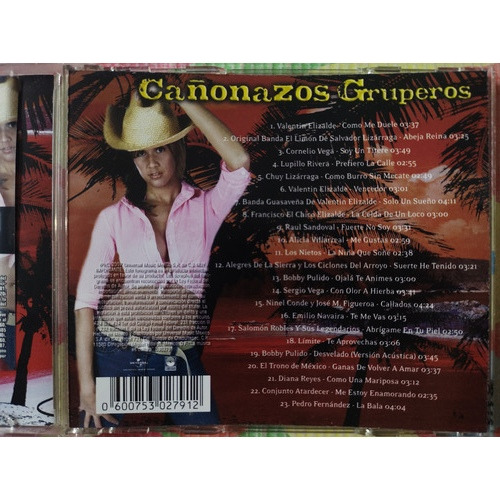 Cañonazos Gruperos
1. Valentín Elizalde - Como Me Duele 03:37
2. Original Banda El Limón De Salvador Lizárraga - Abeja Reina 03:25
3. Cornelio Vega - Soy Un Títere 03:49
4. Lupillo Rivera - Prefiero La Calle 02:55
5. Chuy Lizárraga - Como Burro Sin Mecate 02:49
6. Valentín Elizalde - Vencedor 03:01
7. Banda Guasaveña De Valentín Elizalde - Solo Un Sueño 04:11
8. Francisco El Chico Elizalde - La Celda De Un Loco 03:00
9. Raul Sandoval - Fuerte No Soy 03:31
10. Alicia Villarreal - Me Gustas 02:59
11. Los Nietos - La Niña Que Soñé 02:38
12. Alegres De La Sierra y Los Ciclones Del Arroyo - Suerte He Tenido 03:21
13. Bobby Pulido - Ojalá Te Animes 03:00
14. Sergio Vega - Con Olor A Hierba
15. Ninel Conde y José M. Figueroa - Callados 04:24
16. Emilio Navaira - Te Me Vas
17. Salomón Robles Y Sus Legendarios - Abrígame En Tu Piel 02:50
18. Límite - Te Aprovechas 03:06
19. Bobby Pulido - Desvelado (Versión Acústica) 03:45
20. El Trono de México - Ganas De Volver A Amar 03:37
21. Diana Reyes - Como Una Mariposa 03:12
22. Conjunto Atardecer - Me Estoy Enamorando 02:35
23. Pedro Fernández - La Bala 04:04
0 600753 027912